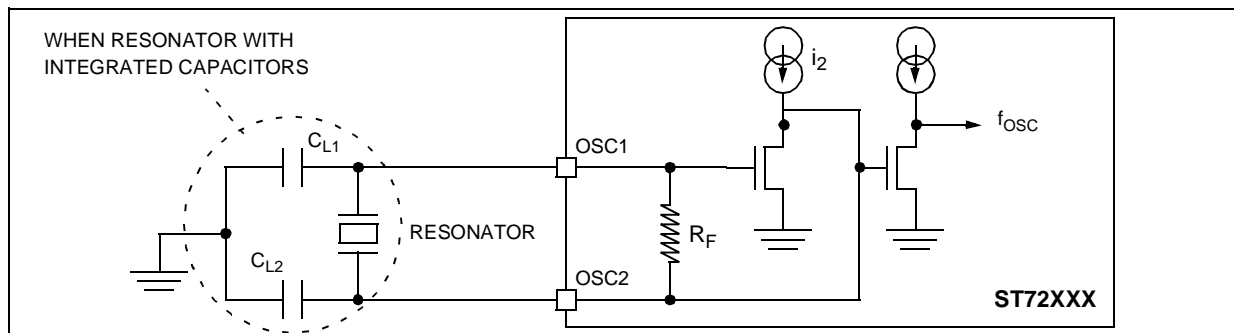 WHEN RESONATOR WITH
INTEGRATED CAPACITORS
i2
fOSC
CL1
OSC1
RESONATOR
RF
CL2
OSC2
ST72XXX